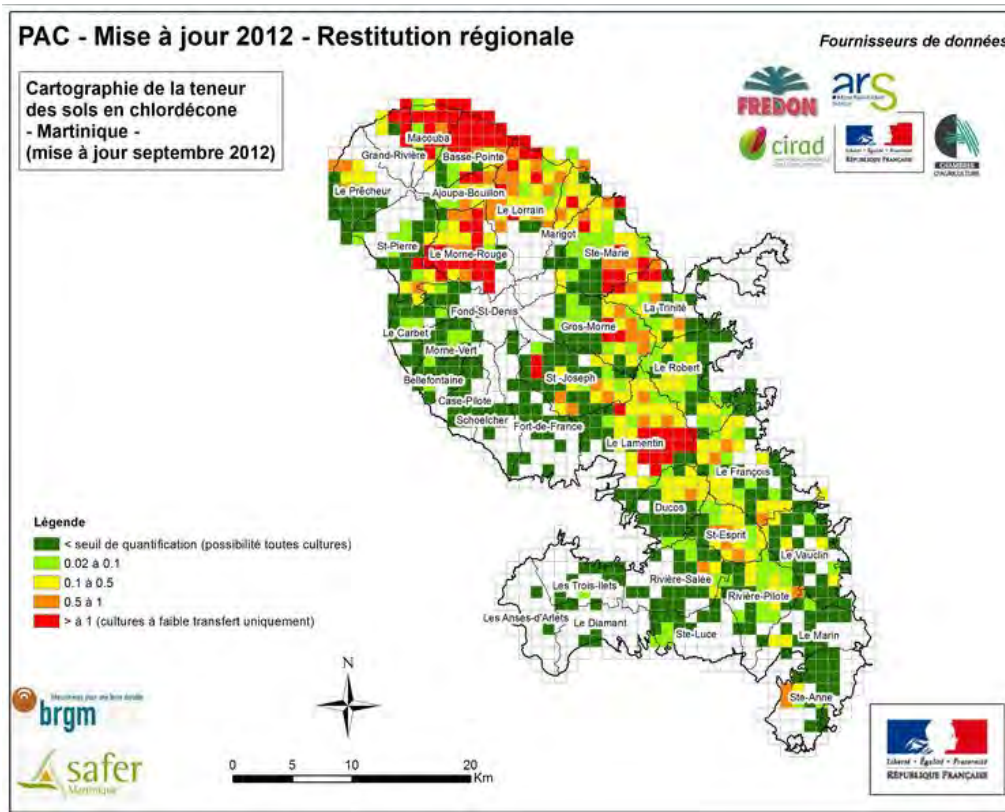 PAC - Mise à jour 2012 - Restitution régionale
Fournisseurs de données
Cartographie de la teneur
des sols en chlordécone
- Martinique -
(mise à jour septembre 2012)
FREDON
ars
cirad
Liberté • Égalité • Fraternité
RÉPUBLIQUE FRANÇAISE
CHAMBRES
D'AGRICULTURE
Macouba
Grand-Rivière
Basse-Pointe
Le Prêcheur
Ajoupa-Bouillon
Le Lorrain
Marigot
St-Pierre
Ste-Marie
Le Morne-Rouge
La Trinité
Fond-St-Denis
Gros-Morne
Le Carbet
Morne-Vert
Le Robert
Bellefontaine
St-Joseph
Case-Pilote
Schoelcher
Fort-de-France
Le Lamentin
Le François
Ducos
St-Esprit
Le Vauclin
Les Trois-Ilets
Rivière-Salée
Rivière-Pilote
Les Anses-d'Arlets
Le Diamant
Ste-Luce
Le Marin
Ste-Anne
Légende
< seuil de quantification (possibilité toutes cultures)
0.02 à 0.1
0.1 à 0.5
0.5 à 1
> à 1 (cultures à faible transfert uniquement)
N
brgm
safer
Martinique
0 5 10 20
Km
Liberté • Égalité • Fraternité
RÉPUBLIQUE FRANÇAISE